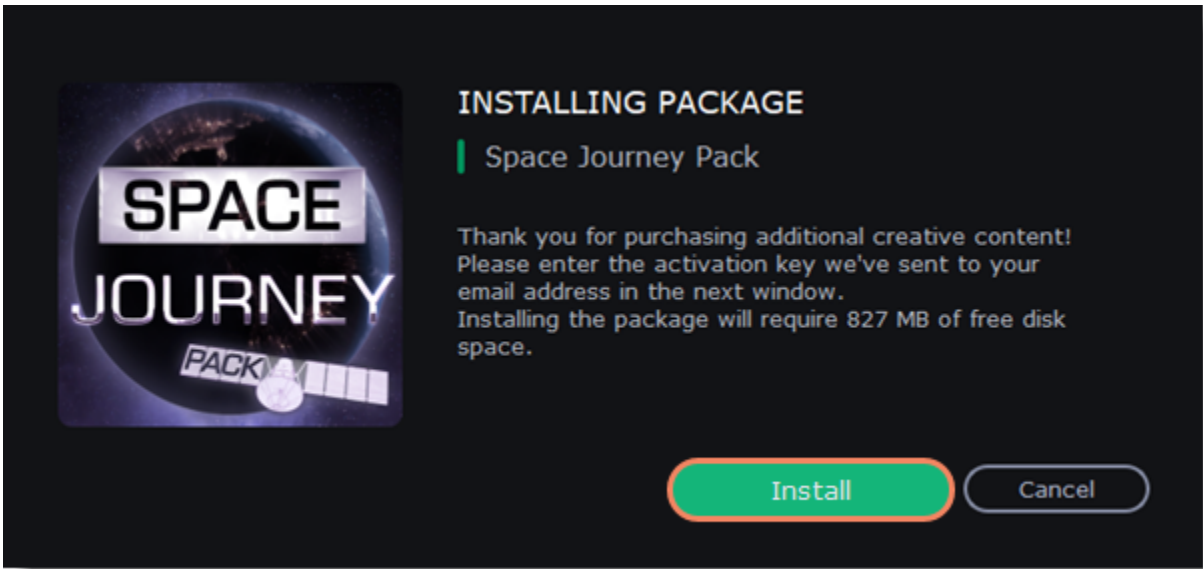 SPACE
JOURNEY
PACK
INSTALLING PACKAGE
Space Journey Pack
Thank you for purchasing additional creative content!
Please enter the activation key we've sent to your
email address in the next window.
Installing the package will require 827 MB of free disk
space.
Install
Cancel